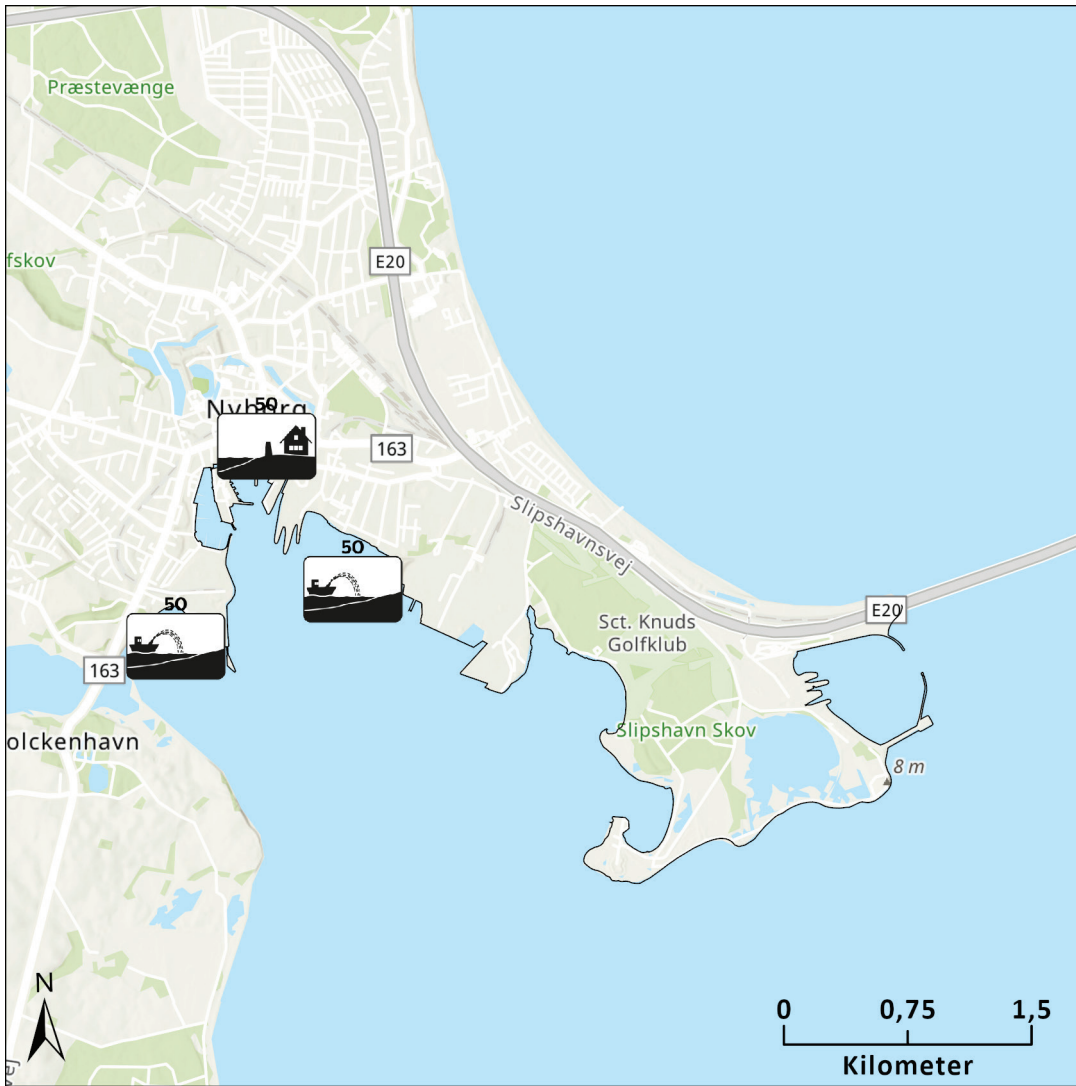 Præstevænge
E20
fskov
Nyborg
50
163
Slipshavnsvej
50
50
E20
Sct. Knuds
Golfklub
163
Slipshavn Skov
olckenhavn
8 m
N
0 0,75 1,5
Kilometer